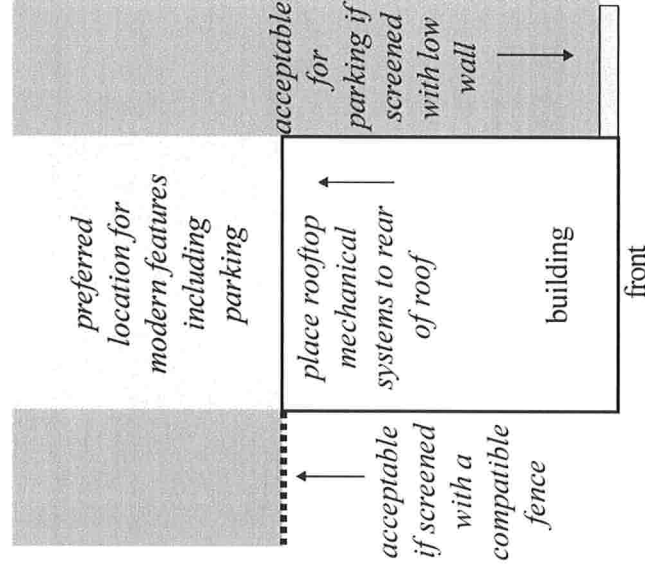 preferred
location for
modern features
including
parking
acceptable
for
parking if
screened
with low
wall
place rooftop
mechanical
systems to rear
of roof
building
acceptable
if screened
with a
compatible
fence
front